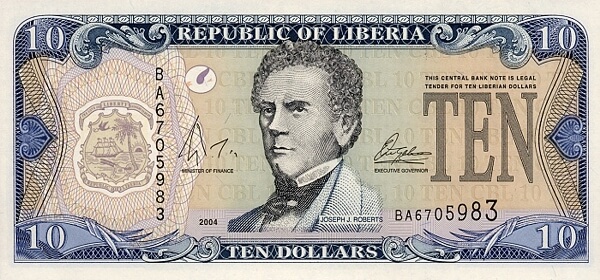 10 REPUBLIC OF LIBERIA 10
BA6705983
THIS CENTRAL BANK NOTE IS LEGAL
TENDER FOR TEN LIBERIAN DOLLARS
TEN
LIBERIA
MINISTER OF FINANCE
EXECUTIVE GOVERNOR
2004
JOSEPH J. ROBERTS
BA6705983
10 TEN DOLLARS 10